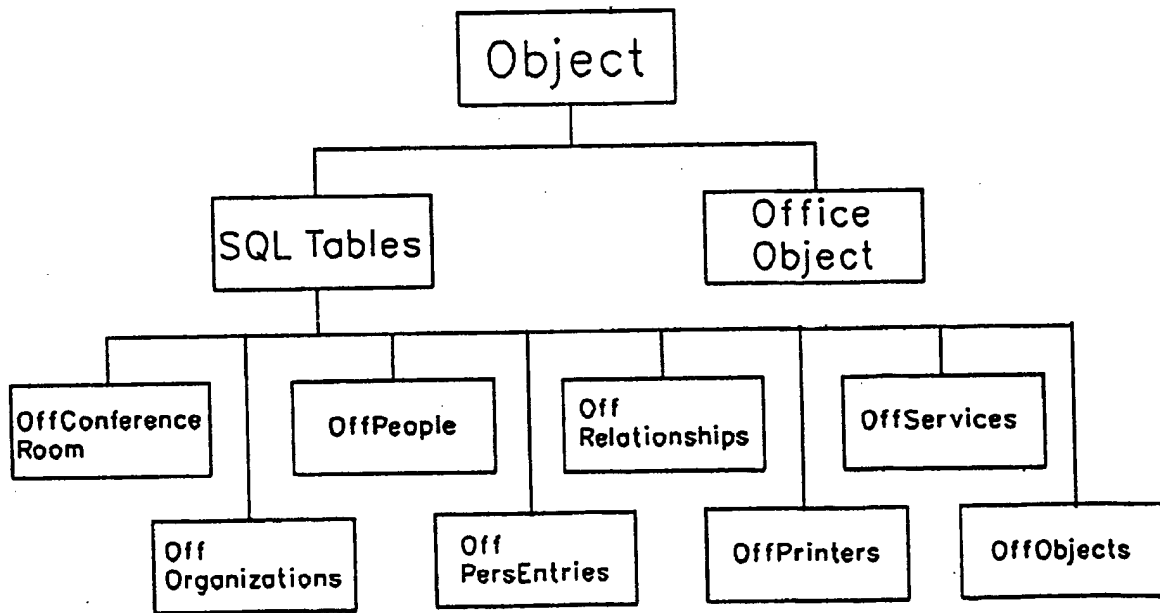 Object
SQL Tables
Office
Object
OffConference
Room
OffPeople
Off
Relationships
OffServices
Off
Organizations
Off
PersEntries
OffPrinters
OffObjects